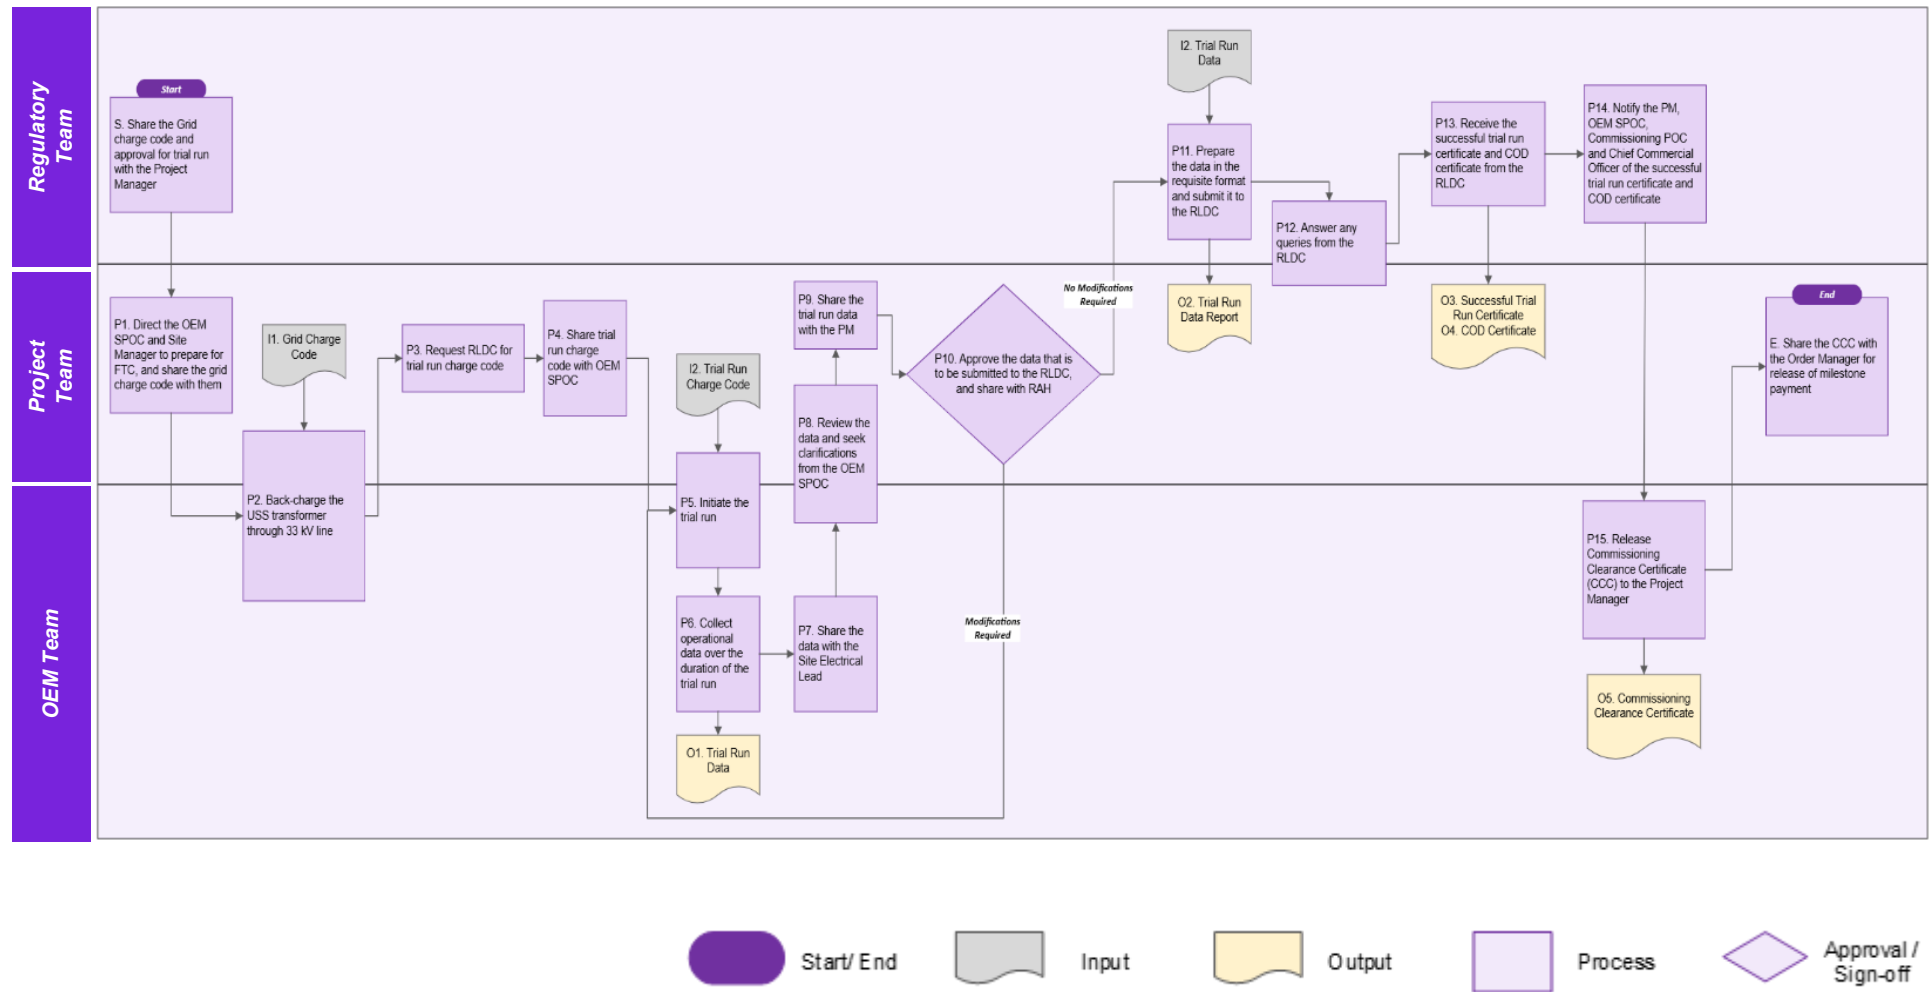 Regulatory
Team
Start
S. Share the Grid
charge code and
approval for trial run
with the Project
Manager
I2. Trial Run
Data
P11. Prepare
the data in the
requisite format
and submit it to
the RLDC
P12. Answer any
queries from the
RLDC
P13. Receive the
successful trial run
certificate and COD
certificate from the
RLDC
P14. Notify the PM,
OEM SPOC,
Commissioning POC
and Chief Commercial
Officer of the successful
trial run certificate and
COD certificate
Project
Team
P1. Direct the OEM
SPOC and Site
Manager to prepare for
FTC, and share the grid
charge code with them
I1. Grid Charge
Code
P2. Back-charge the
USS transformer
through 33 kV line
P3. Request RLDC for
trial run charge code
P4. Share trial
run charge
code with OEM
SPOC
I2. Trial Run
Charge Code
P5. Initiate the
trial run
P9. Share the
trial run data
with the PM
P8. Review the
data and seek
clarifications
from the OEM
SPOC
P10. Approve the data that is
to be submitted to the RLDC,
and share with RAH
No Modifications
Required
O2. Trial Run
Data Report
O3. Successful Trial
Run Certificate
O4. COD Certificate
End
E. Share the CCC with
the Order Manager for
release of milestone
payment
OEM Team
P6. Collect
operational
data over the
duration of the
trial run
P7. Share the
data with the
Site Electrical
Lead
O1. Trial Run
Data
Modifications
Required
P15. Release
Commissioning
Clearance Certificate
(CCC) to the Project
Manager
O5. Commissioning
Clearance Certificate
Start/ End
Input
Output
Process
Approval /
Sign-off